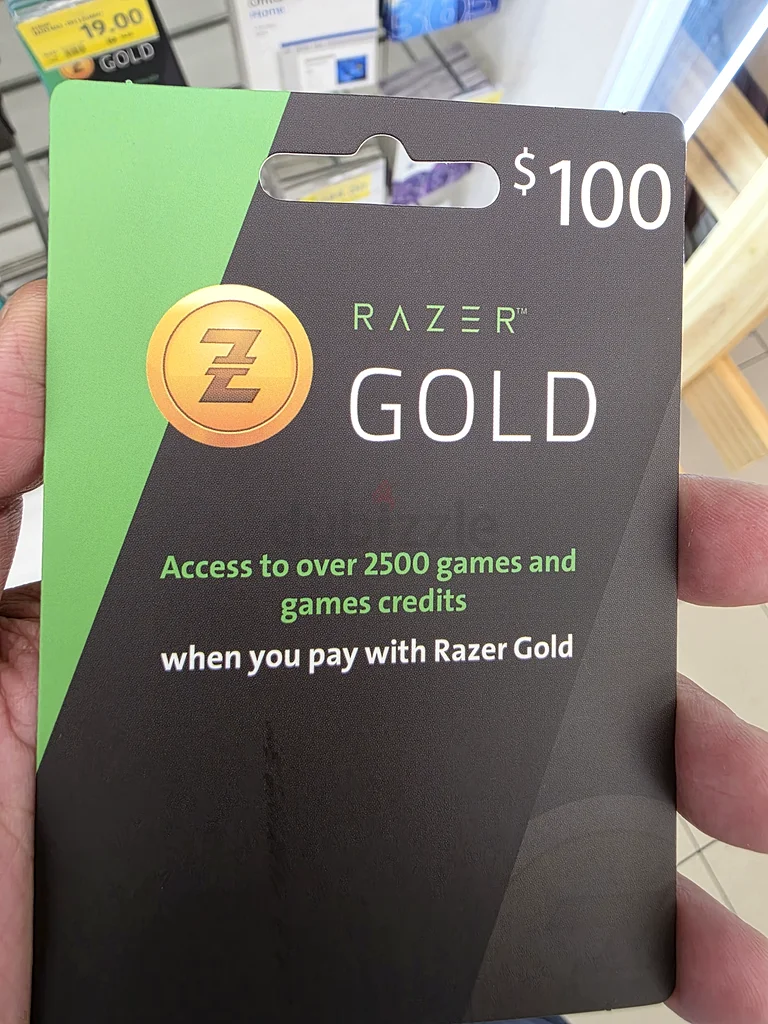 19.00
GOLD
$100
RAZER™
GOLD
dubizzle
Access to over 2500 games and
games credits
when you pay with Razer Gold